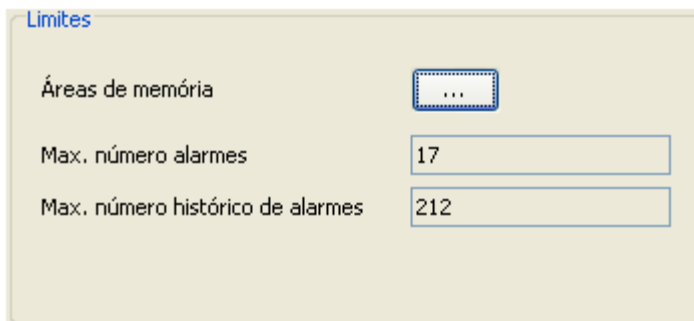 Limites
Áreas de memória ...
Max. número alarmes 17
Max. número histórico de alarmes 212